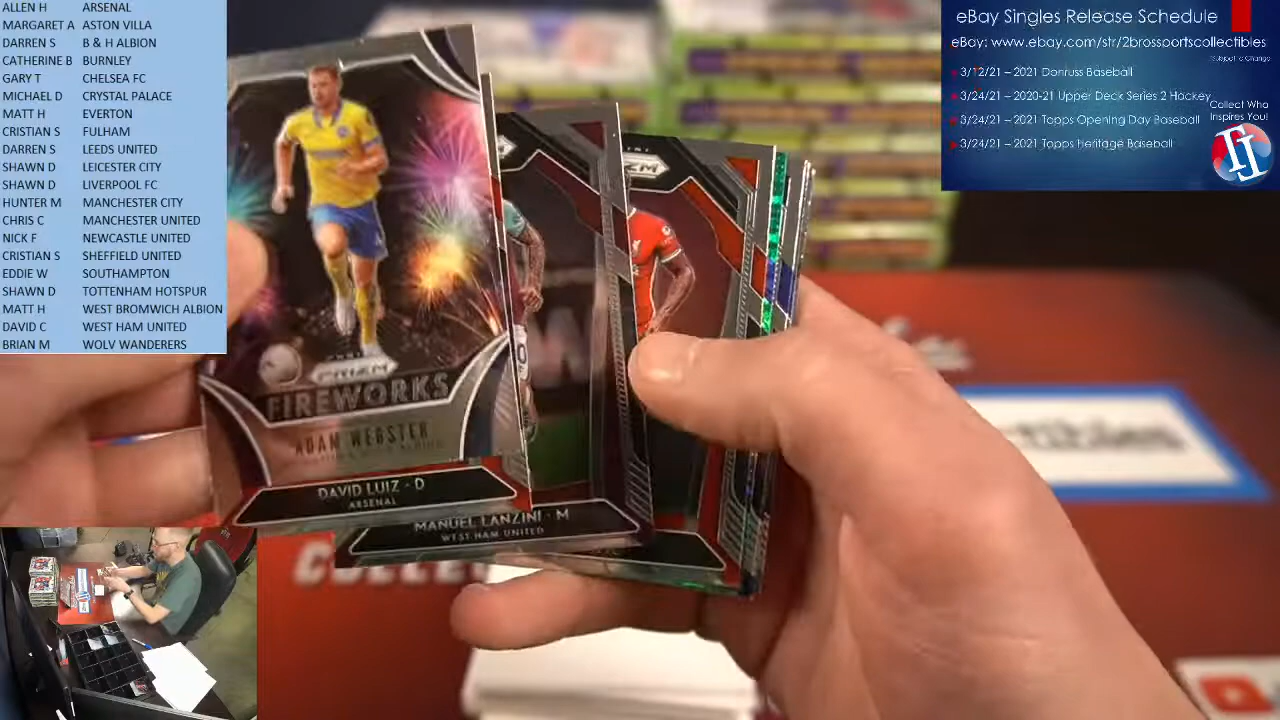 ALLEN H ARSENAL
MARGARET A ASTON VILLA
DARREN S B & H ALBION
CATHERINE B BURNLEY
GARY T CHELSEA FC
MICHAEL D CRYSTAL PALACE
MATT H EVERTON
CRISTIAN S FULHAM
DARREN S LEEDS UNITED
SHAWN D LEICESTER CITY
SHAWN D LIVERPOOL FC
HUNTER M MANCHESTER CITY
CHRIS C MANCHESTER UNITED
NICK F NEWCASTLE UNITED
CRISTIAN S SHEFFIELD UNITED
EDDIE W SOUTHAMPTON
SHAWN D TOTTENHAM HOTSPUR
MATT H WEST BROMWICH ALBION
DAVID C WEST HAM UNITED
BRIAN M WOLV WANDERERS
eBay Singles Release Schedule
eBay: www.ebay.com/str/2brossportscollectibles
*Subject to Change
3/12/21 – 2021 Donruss Baseball
3/24/21 – 2020-21 Upper Deck Series 2 Hockey
3/24/21 – 2021 Topps Opening Day Baseball
3/24/21 – 2021 Topps Heritage Baseball
Collect Who
Inspires You!
PRIZM
FIREWORKS
ADAM WEBSTER
DAVID LUIZ - D
ARSENAL
MANUEL LANZINI - M
WEST HAM UNITED